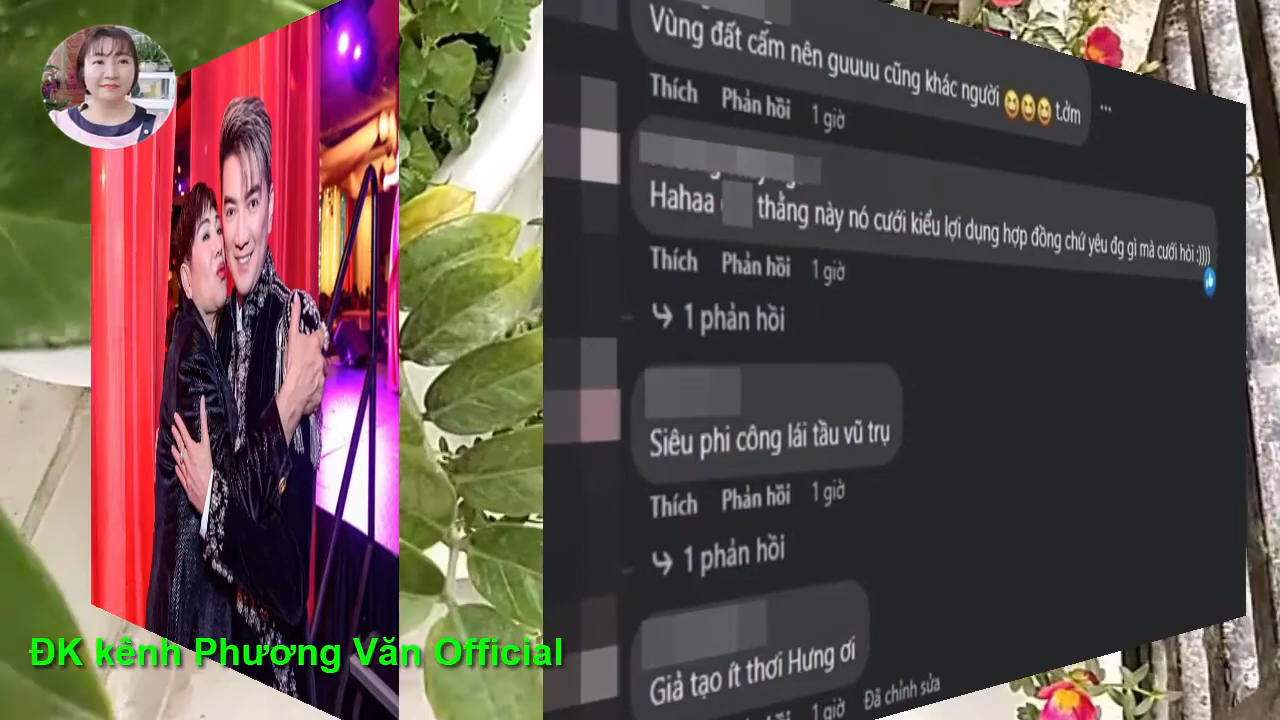 Vùng đất cấm nên guuuu cũng khác người 😆😆😆 t.ởm
Thích Phản hồi 1 giờ
Hahaa thằng này nó cưới kiểu lợi dụng hợp đồng chứ yêu đg gì mà cưới hỏi :))))
Thích Phản hồi 1 giờ
1 phản hồi
Siêu phi công lái tầu vũ trụ
Thích Phản hồi 1 giờ
1 phản hồi
Giả tạo ít thơi Hưng ơi
1 giờ Đã chỉnh sửa
ĐK kênh Phương Văn Official